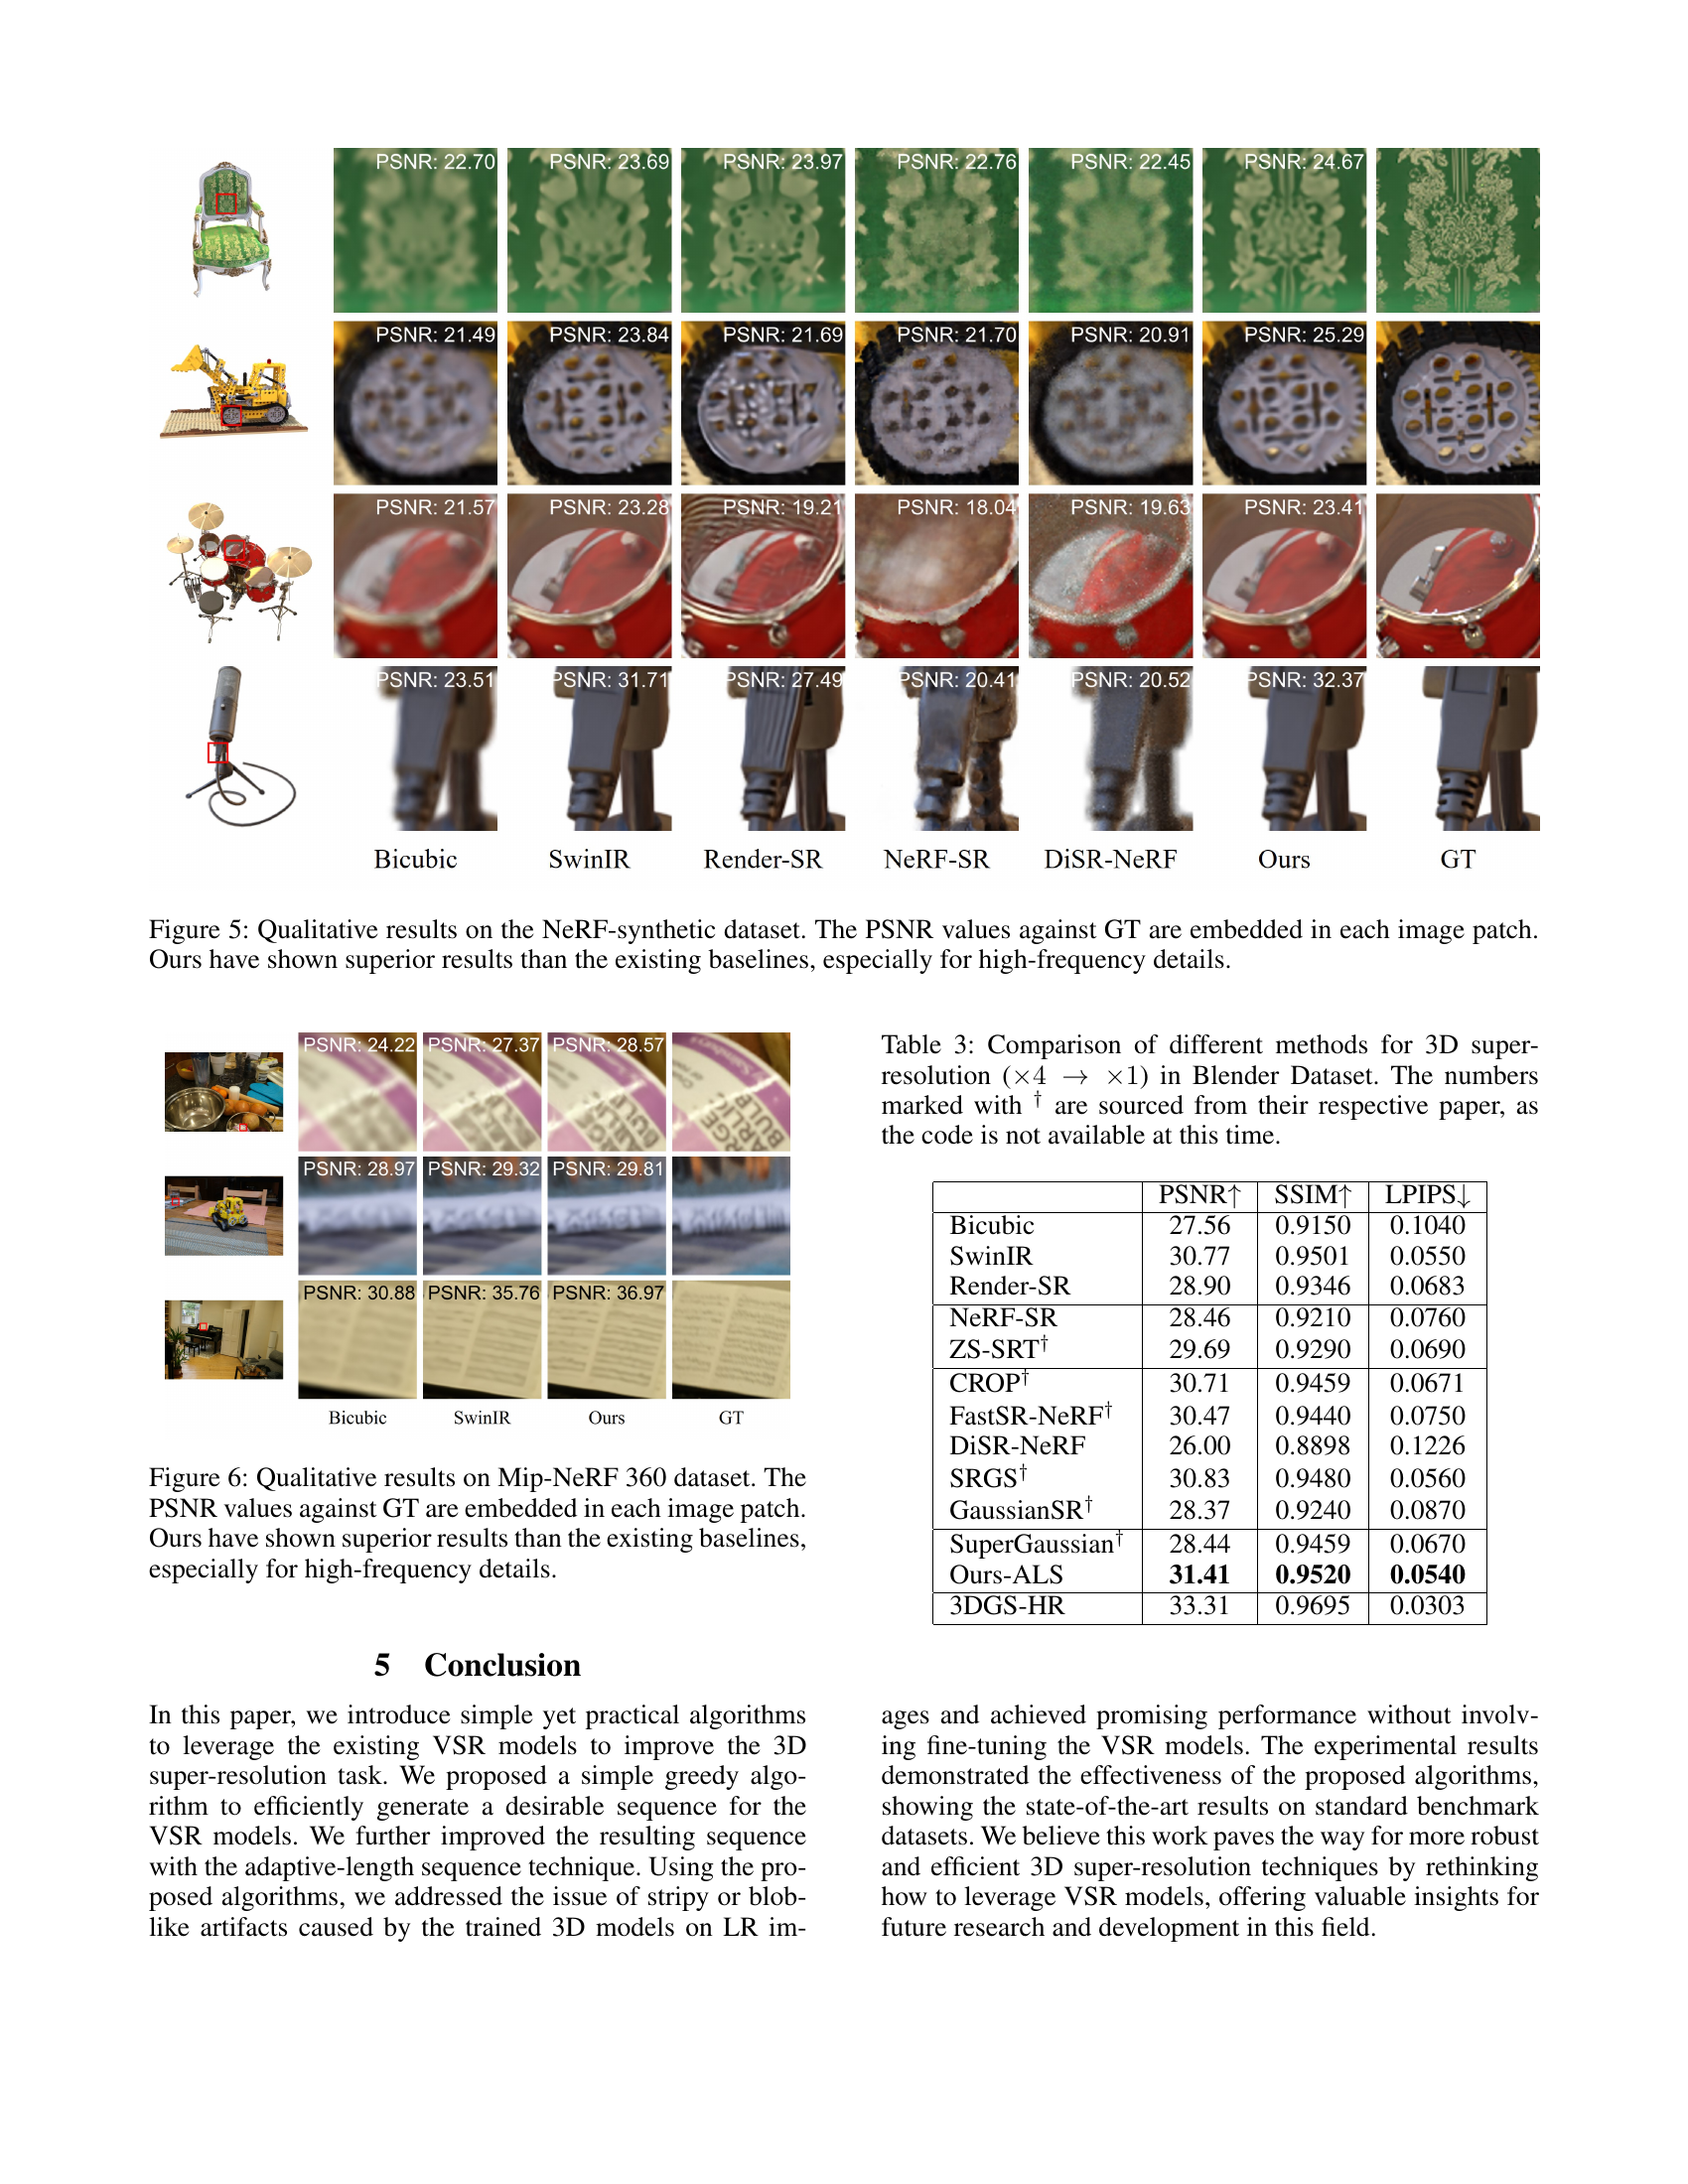 PSNR: 22.70 PSNR: 23.69 PSNR: 23.97 PSNR: 22.76 PSNR: 22.45 PSNR: 24.67
PSNR: 21.49 PSNR: 23.84 PSNR: 21.69 PSNR: 21.70 PSNR: 20.91 PSNR: 25.29
PSNR: 21.57 PSNR: 23.28 PSNR: 19.21 PSNR: 18.04 PSNR: 19.63 PSNR: 23.41
PSNR: 23.51 PSNR: 31.71 PSNR: 27.49 PSNR: 20.41 PSNR: 20.52 PSNR: 32.37
Bicubic SwinIR Render-SR NeRF-SR DiSR-NeRF Ours GT
Figure 5: Qualitative results on the NeRF-synthetic dataset. The PSNR values against GT are embedded in each image patch.
Ours have shown superior results than the existing baselines, especially for high-frequency details.
PSNR: 24.22 PSNR: 27.37 PSNR: 28.57
PSNR: 28.97 PSNR: 29.32 PSNR: 29.81
PSNR: 30.88 PSNR: 35.76 PSNR: 36.97
Bicubic SwinIR Ours GT
Figure 6: Qualitative results on Mip-NeRF 360 dataset. The
PSNR values against GT are embedded in each image patch.
Ours have shown superior results than the existing baselines,
especially for high-frequency details.
Table 3: Comparison of different methods for 3D super-
resolution (×4 → ×1) in Blender Dataset. The numbers
marked with † are sourced from their respective paper, as
the code is not available at this time.
PSNR↑ SSIM↑ LPIPS↓
Bicubic 27.56 0.9150 0.1040
SwinIR 30.77 0.9501 0.0550
Render-SR 28.90 0.9346 0.0683
NeRF-SR 28.46 0.9210 0.0760
ZS-SRT† 29.69 0.9290 0.0690
CROP† 30.71 0.9459 0.0671
FastSR-NeRF† 30.47 0.9440 0.0750
DiSR-NeRF 26.00 0.8898 0.1226
SRGS† 30.83 0.9480 0.0560
GaussianSR† 28.37 0.9240 0.0870
SuperGaussian† 28.44 0.9459 0.0670
Ours-ALS 31.41 0.9520 0.0540
3DGS-HR 33.31 0.9695 0.0303
5 Conclusion
In this paper, we introduce simple yet practical algorithms
to leverage the existing VSR models to improve the 3D
super-resolution task. We proposed a simple greedy algo-
rithm to efficiently generate a desirable sequence for the
VSR models. We further improved the resulting sequence
with the adaptive-length sequence technique. Using the pro-
posed algorithms, we addressed the issue of stripy or blob-
like artifacts caused by the trained 3D models on LR im-
ages and achieved promising performance without involv-
ing fine-tuning the VSR models. The experimental results
demonstrated the effectiveness of the proposed algorithms,
showing the state-of-the-art results on standard benchmark
datasets. We believe this work paves the way for more robust
and efficient 3D super-resolution techniques by rethinking
how to leverage VSR models, offering valuable insights for
future research and development in this field.